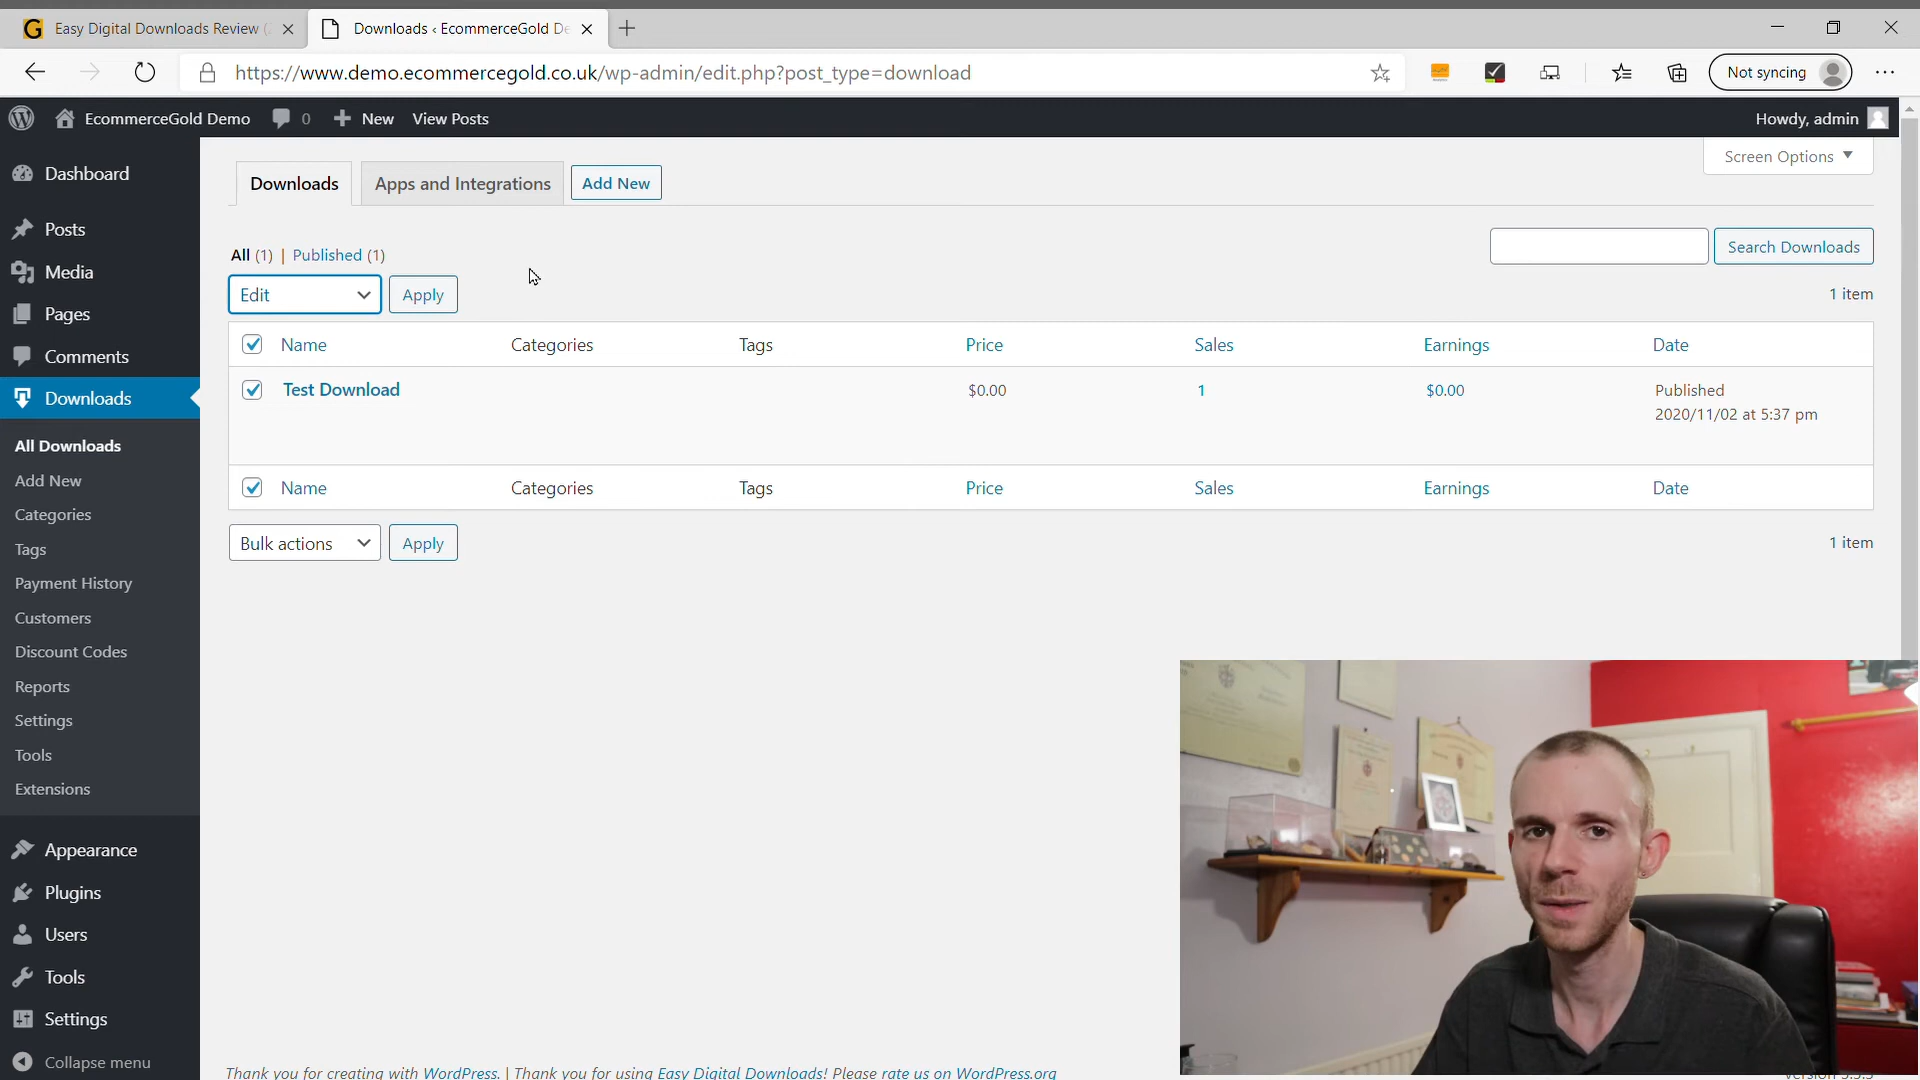 Easy Digital Downloads Review (
Downloads ‹ EcommerceGold De
https://www.demo.ecommercegold.co.uk/wp-admin/edit.php?post_type=download
Not syncing
EcommerceGold Demo
0
New
View Posts
Howdy, admin
Dashboard
Posts
Media
Pages
Comments
Downloads
All Downloads
Add New
Categories
Tags
Payment History
Customers
Discount Codes
Reports
Settings
Tools
Extensions
Appearance
Plugins
Users
Tools
Settings
Collapse menu
Screen Options
Downloads
Apps and Integrations
Add New
All (1) | Published (1)
Search Downloads
Edit
Apply
1 item
Name Categories Tags Price Sales Earnings Date
Test Download $0.00 1 $0.00 Published
2020/11/02 at 5:37 pm
Name Categories Tags Price Sales Earnings Date
Bulk actions
Apply
1 item
Thank you for creating with WordPress. | Thank you for using Easy Digital Downloads! Please rate us on WordPress.org